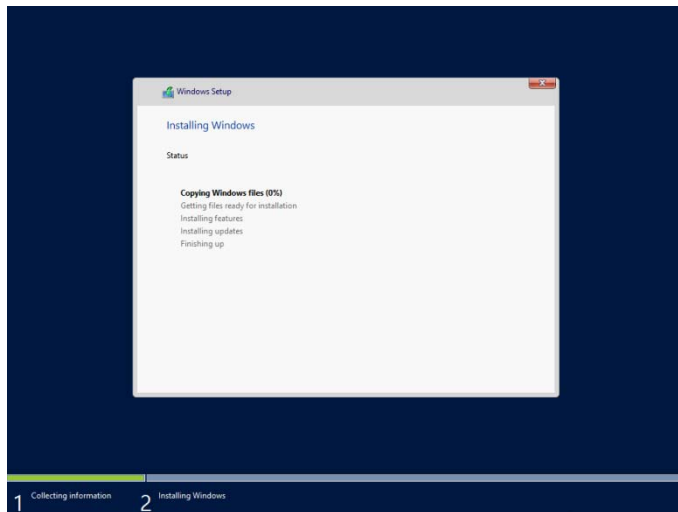 Windows Setup
Installing Windows
Status
Copying Windows files (0%)
Getting files ready for installation
Installing features
Installing updates
Finishing up
1 Collecting information 2 Installing Windows